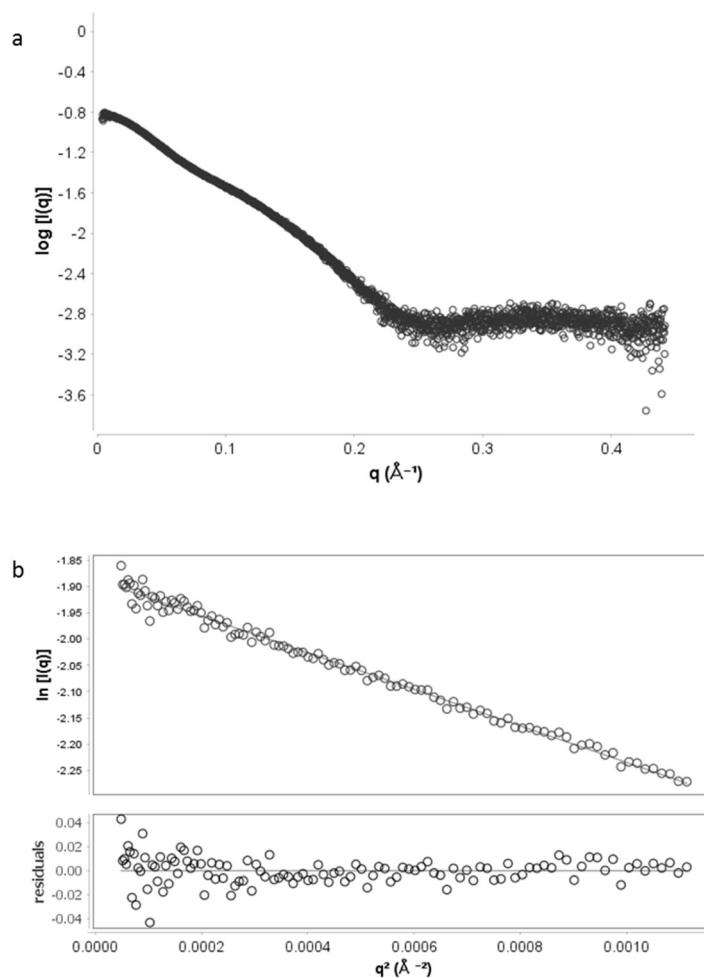 a
0
-0.4
-0.8
-1.2
-1.6
-2
-2.4
-2.8
-3.2
-3.6
log [I(q)]
0 0.1 0.2 0.3 0.4
q (Å⁻¹)
b
-1.85
-1.90
-1.95
-2.00
-2.05
-2.10
-2.15
-2.20
-2.25
ln [I(q)]
0.04
0.02
0.00
-0.02
-0.04
residuals
0.0000 0.0002 0.0004 0.0006 0.0008 0.0010
q² (Å ⁻²)